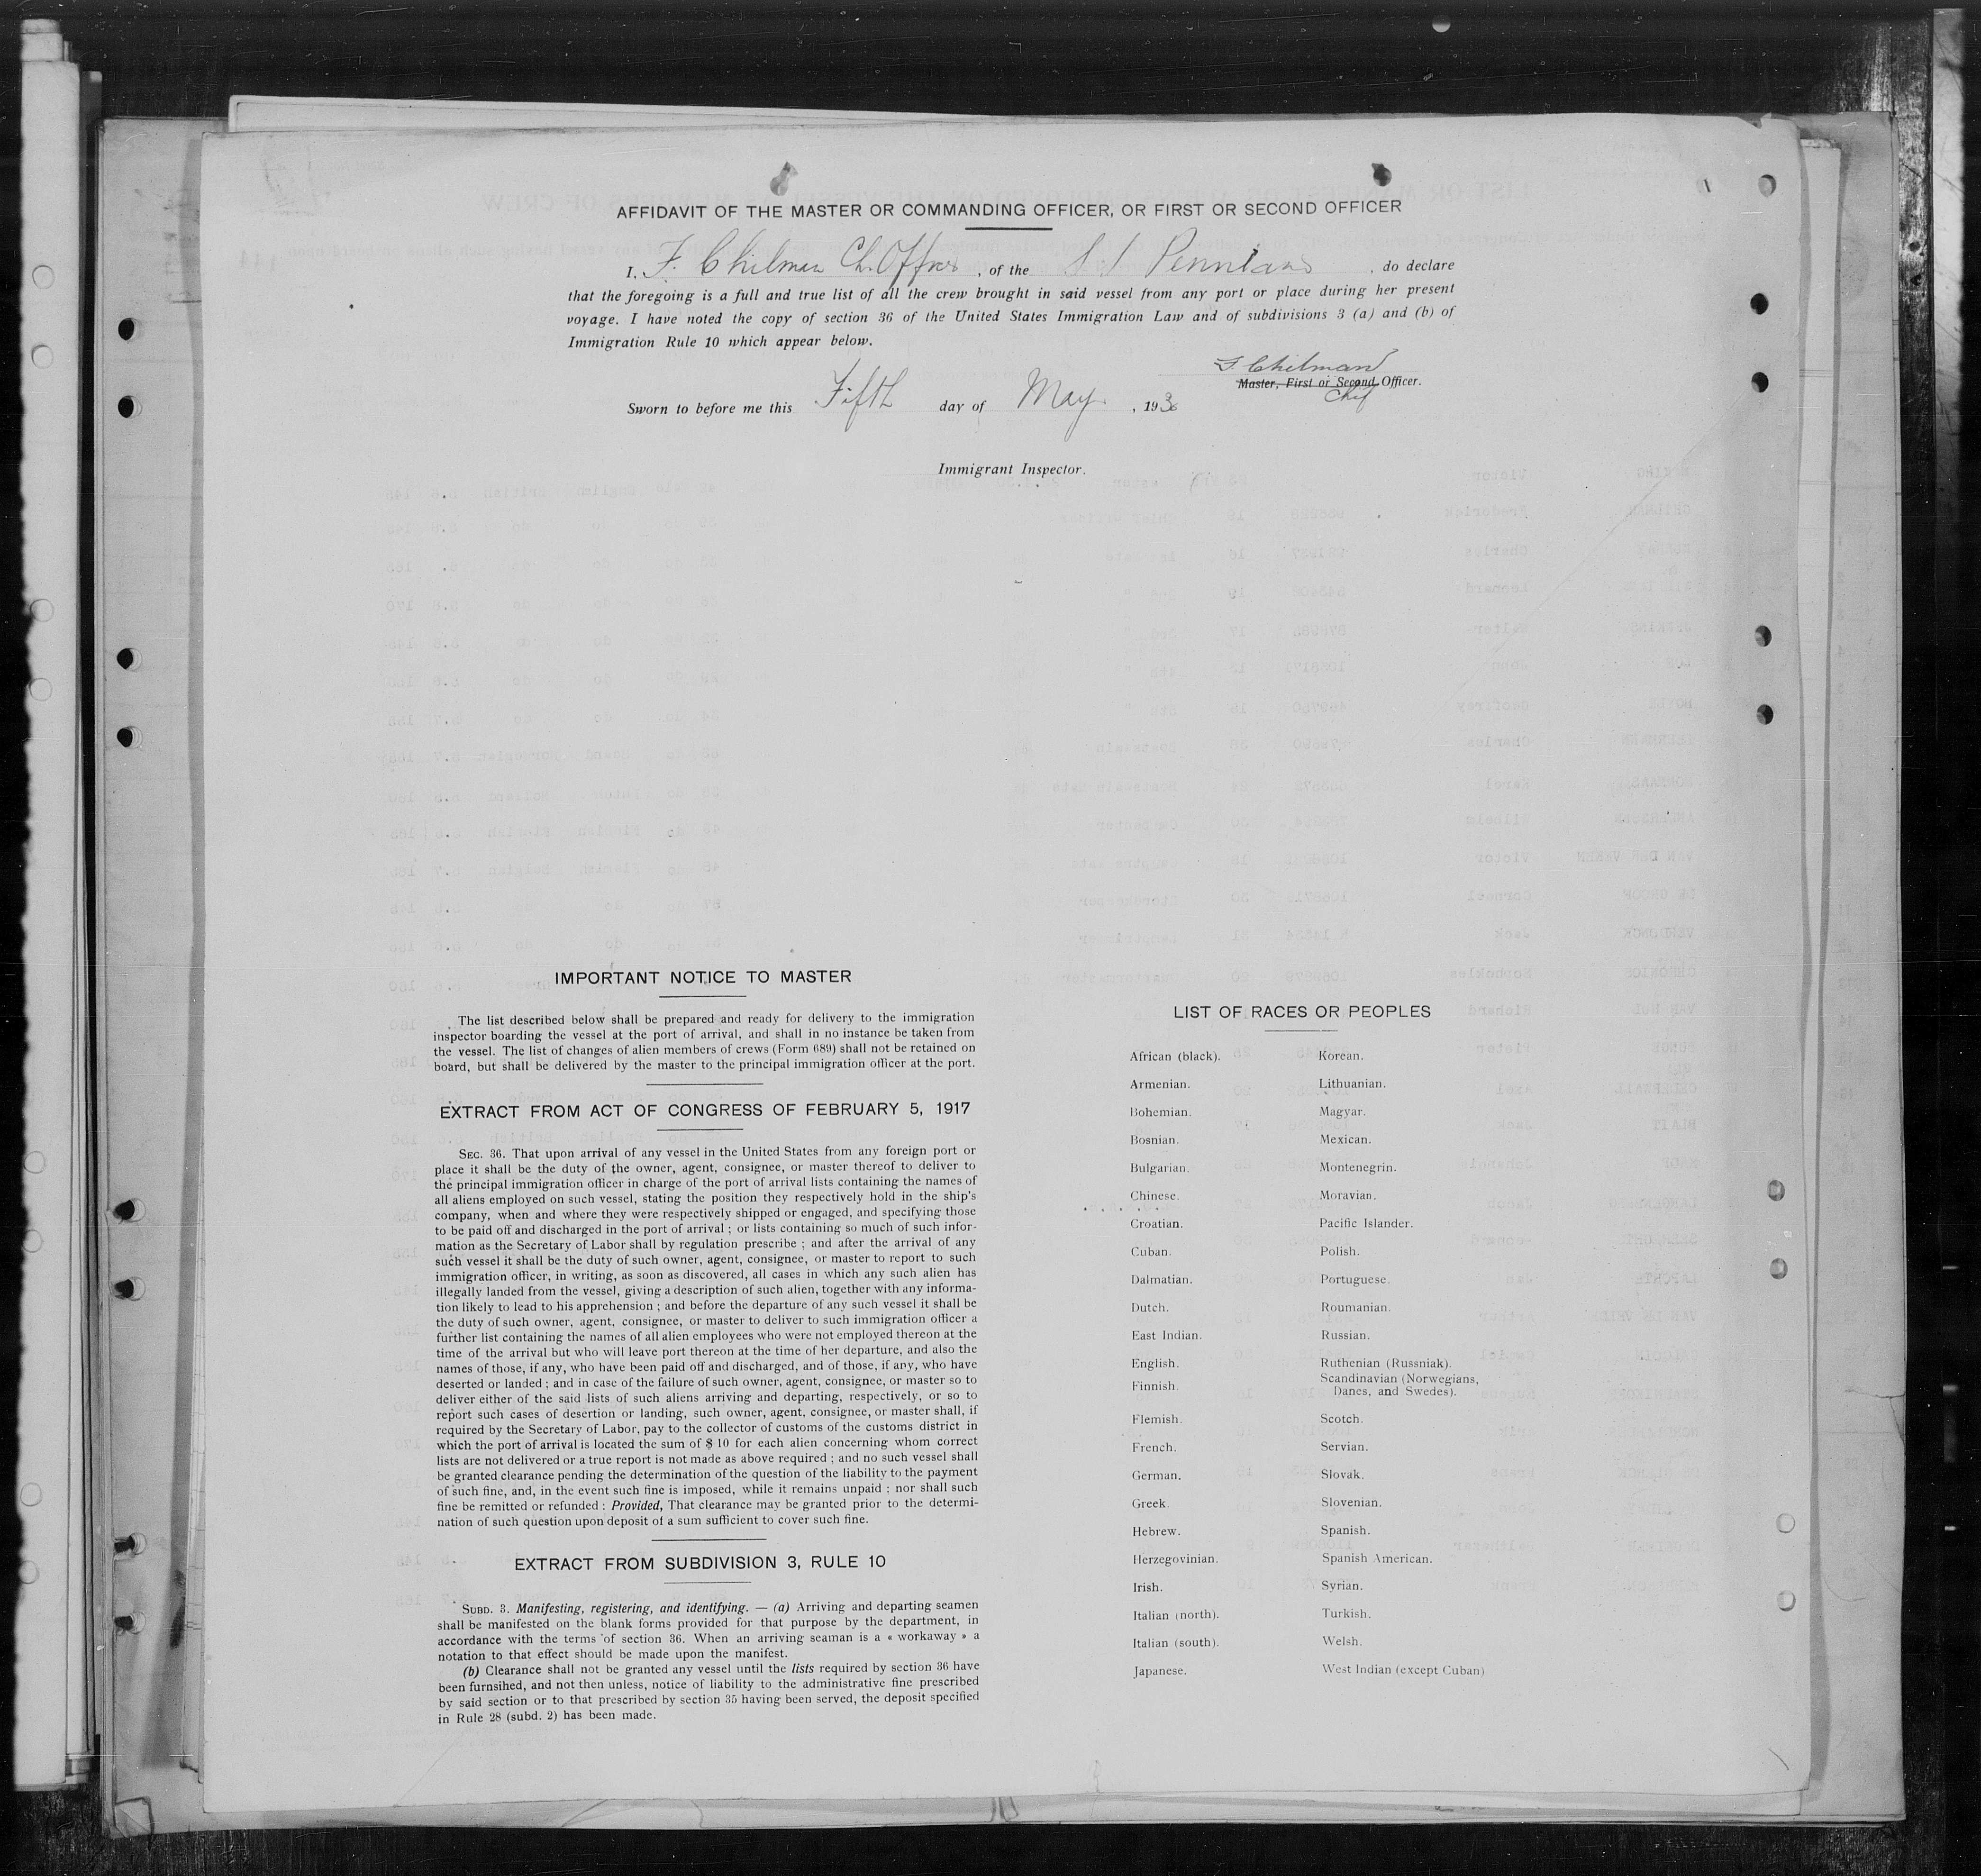 AFFIDAVIT OF THE MASTER OR COMMANDING OFFICER, OR FIRST OR SECOND OFFICER
I, F. Chilman Ch. Officer, of the S S Pennland, do declare
that the foregoing is a full and true list of all the crew brought in said vessel from any port or place during her present
voyage. I have noted the copy of section 36 of the United States Immigration Law and of subdivisions 3 (a) and (b) of
Immigration Rule 10 which appear below.
F. Chilman
Master, First or Second Officer.
Chief
Sworn to before me this Fifth day of May, 193
Immigrant Inspector.
IMPORTANT NOTICE TO MASTER
The list described below shall be prepared and ready for delivery to the immigration
inspector boarding the vessel at the port of arrival, and shall in no instance be taken from
the vessel. The list of changes of alien members of crews (Form 689) shall not be retained on
board, but shall be delivered by the master to the principal immigration officer at the port.
EXTRACT FROM ACT OF CONGRESS OF FEBRUARY 5, 1917
SEC. 36. That upon arrival of any vessel in the United States from any foreign port or
place it shall be the duty of the owner, agent, consignee, or master thereof to deliver to
the principal immigration officer in charge of the port of arrival lists containing the names of
all aliens employed on such vessel, stating the position they respectively hold in the ship's
company, when and where they were respectively shipped or engaged, and specifying those
to be paid off and discharged in the port of arrival ; or lists containing so much of such infor-
mation as the Secretary of Labor shall by regulation prescribe ; and after the arrival of any
such vessel it shall be the duty of such owner, agent, consignee, or master to report to such
immigration officer, in writing, as soon as discovered, all cases in which any such alien has
illegally landed from the vessel, giving a description of such alien, together with any informa-
tion likely to lead to his apprehension ; and before the departure of any such vessel it shall be
the duty of such owner, agent, consignee, or master to deliver to such immigration officer a
further list containing the names of all alien employees who were not employed thereon at the
time of the arrival but who will leave port thereon at the time of her departure, and also the
names of those, if any, who have been paid off and discharged, and of those, if any, who have
deserted or landed ; and in case of the failure of such owner, agent, consignee, or master so to
deliver either of the said lists of such aliens arriving and departing, respectively, or so to
report such cases of desertion or landing, such owner, agent, consignee, or master shall, if
required by the Secretary of Labor, pay to the collector of customs of the customs district in
which the port of arrival is located the sum of $ 10 for each alien concerning whom correct
lists are not delivered or a true report is not made as above required ; and no such vessel shall
be granted clearance pending the determination of the question of the liability to the payment
of such fine, and, in the event such fine is imposed, while it remains unpaid ; nor shall such
fine be remitted or refunded : Provided, That clearance may be granted prior to the determi-
nation of such question upon deposit of a sum sufficient to cover such fine.
EXTRACT FROM SUBDIVISION 3, RULE 10
SUBD. 3. Manifesting, registering, and identifying. — (a) Arriving and departing seamen
shall be manifested on the blank forms provided for that purpose by the department, in
accordance with the terms of section 36. When an arriving seaman is a « workaway » a
notation to that effect should be made upon the manifest.
(b) Clearance shall not be granted any vessel until the lists required by section 36 have
been furnsihed, and not then unless, notice of liability to the administrative fine prescribed
by said section or to that prescribed by section 35 having been served, the deposit specified
in Rule 28 (subd. 2) has been made.
LIST OF RACES OR PEOPLES
African (black). Korean.
Armenian. Lithuanian.
Bohemian. Magyar.
Bosnian. Mexican.
Bulgarian. Montenegrin.
Chinese. Moravian.
Croatian. Pacific Islander.
Cuban. Polish.
Dalmatian. Portuguese.
Dutch. Roumanian.
East Indian. Russian.
English. Ruthenian (Russniak).
Finnish. Scandinavian (Norwegians,
Danes, and Swedes).
Flemish. Scotch.
French. Servian.
German. Slovak.
Greek. Slovenian.
Hebrew. Spanish.
Herzegovinian. Spanish American.
Irish. Syrian.
Italian (north). Turkish.
Italian (south). Welsh.
Japanese. West Indian (except Cuban)